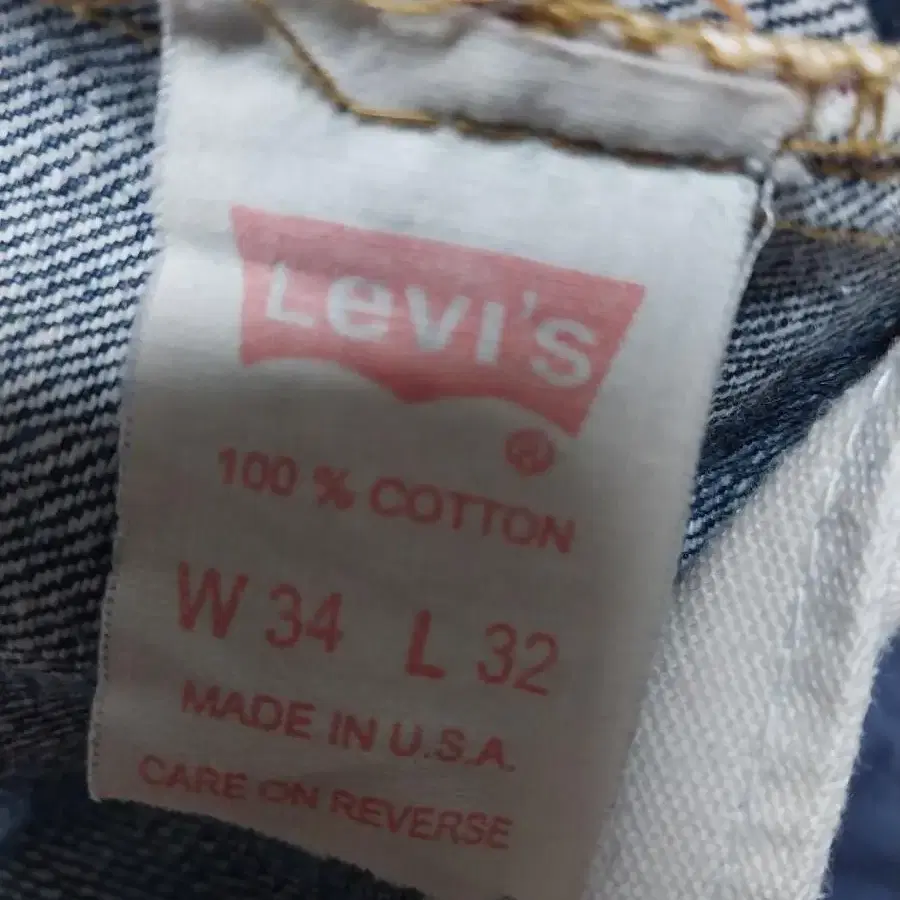 Levi's ®
100 % COTTON
W 34 L 32
MADE IN U.S.A.
CARE ON REVERSE